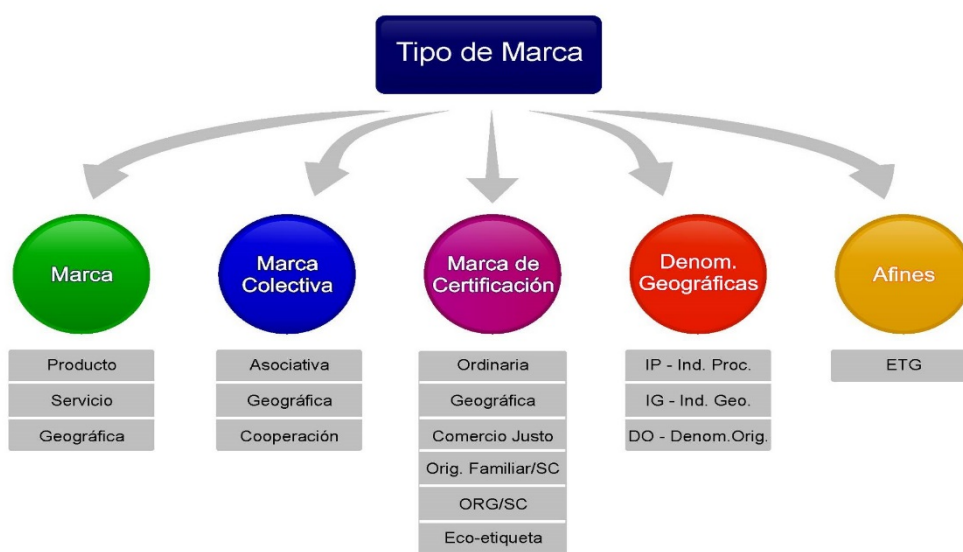 Tipo de Marca
Marca
Marca
Colectiva
Marca de
Certificación
Denom.
Geográficas
Afines
Producto
Servicio
Geográfica
Asociativa
Geográfica
Cooperación
Ordinaria
Geográfica
Comercio Justo
Orig. Familiar/SC
ORG/SC
Eco-etiqueta
IP - Ind. Proc.
IG - Ind. Geo.
DO - Denom.Orig.
ETG